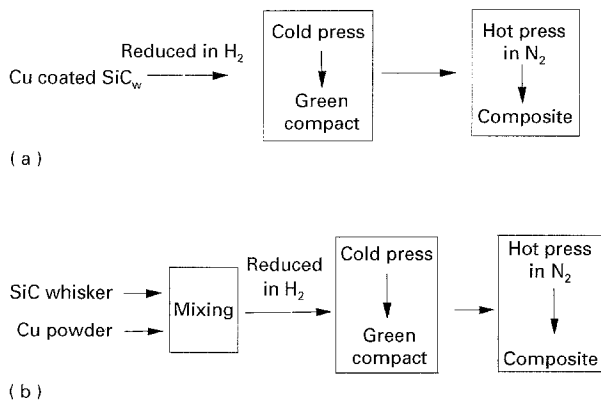 Reduced in H₂
Cu coated SiC_w
Cold press
Green
compact
Hot press
in N₂
Composite
( a )
SiC whisker
Cu powder
Mixing
Reduced
in H₂
Cold press
Green
compact
Hot press
in N₂
Composite
( b )